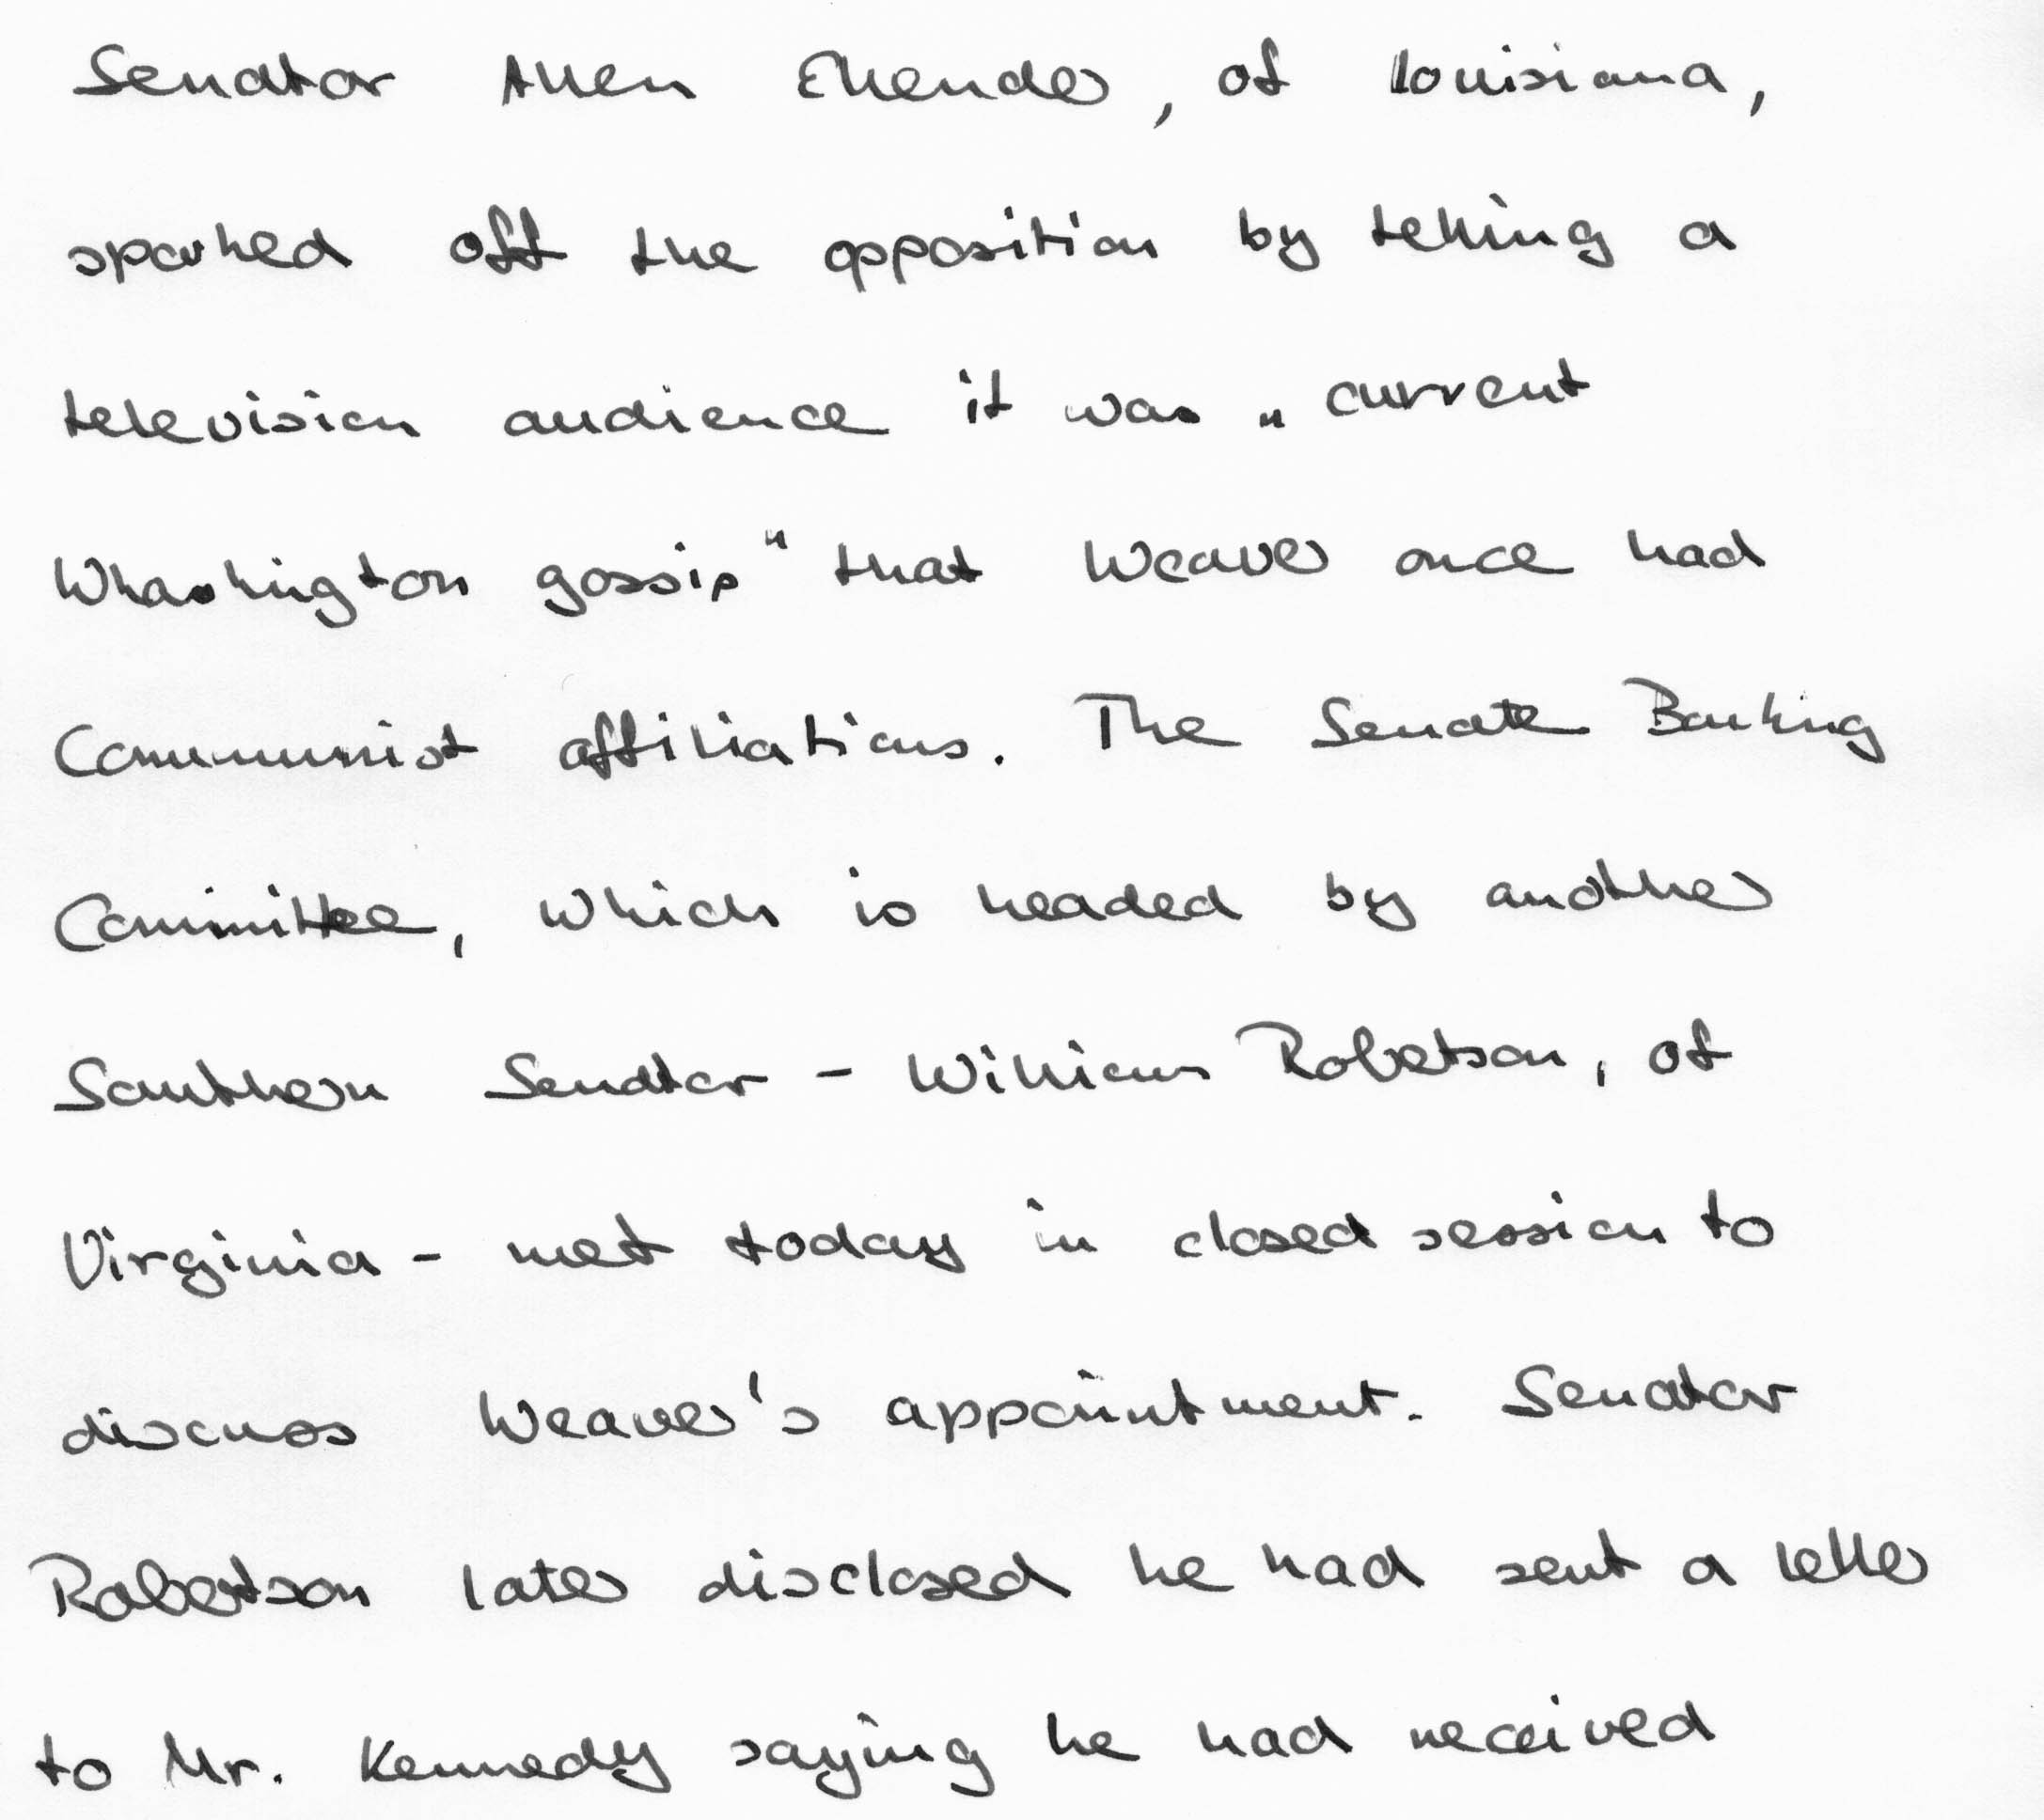 Senator Allen Ellender, of Louisiana,
sparked off the opposition by telling a
television audience it was "current
Whashington gossip" that Weaver once had
Communist affiliations. The Senate Banking
Committee, which is headed by another
Southern Senator - William Robertson, of
Virginia - met today in closed session to
discuss Weaver's appointment. Senator
Robertson later disclosed he had sent a letter
to Mr. Kennedy saying he had received